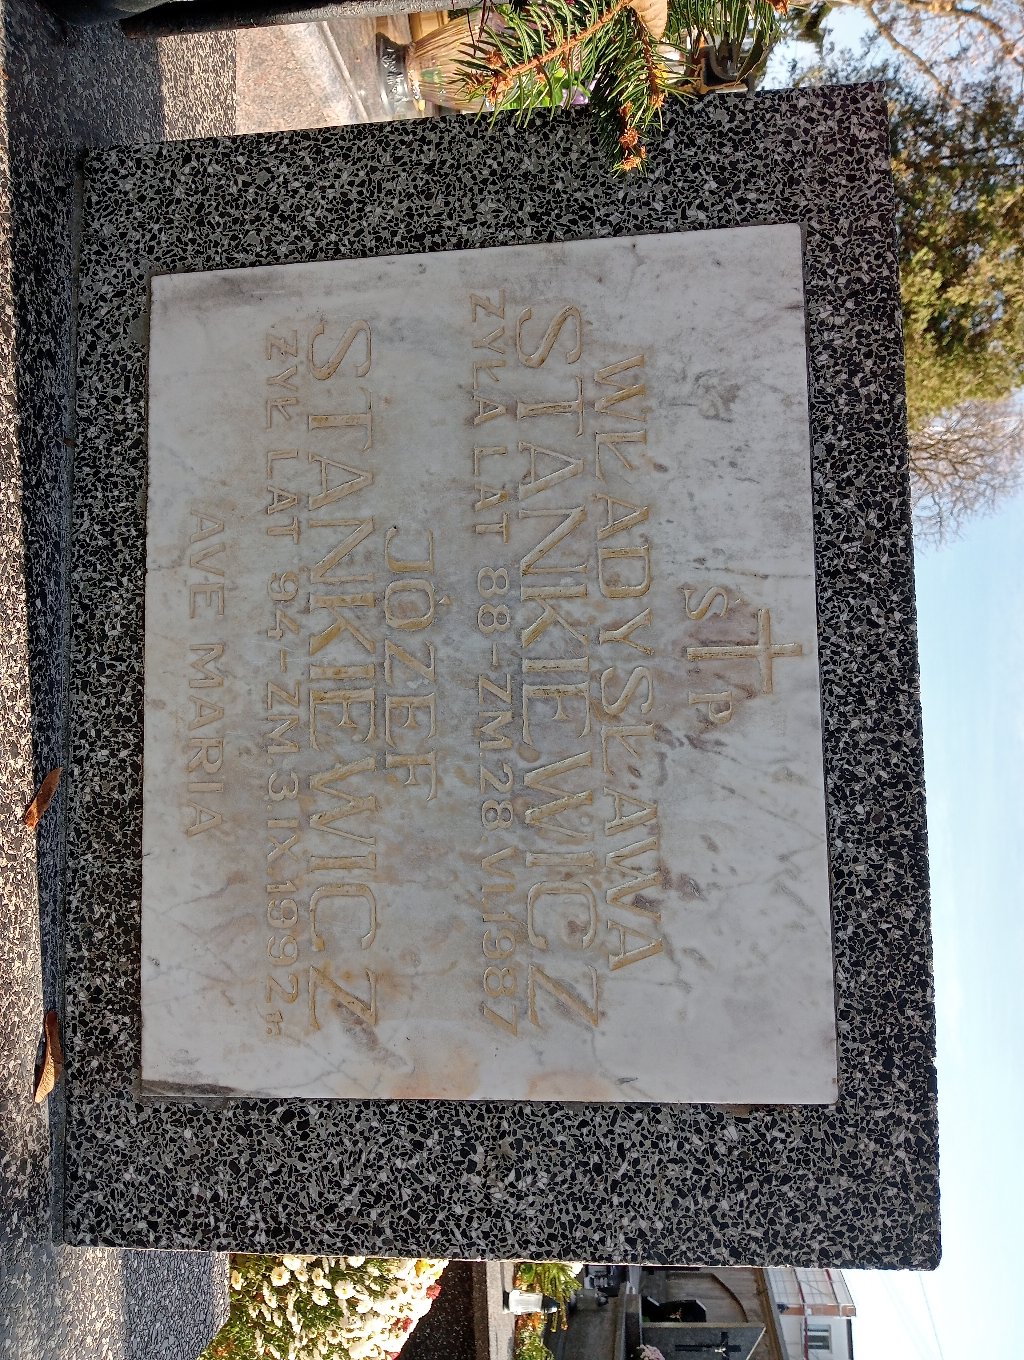 Ś P
WŁADYSŁAWA
STANKIEWICZ
ŻYŁA LAT 88-ZM.28.VI.1987
JÓZEF
STANKIEWICZ
ŻYŁ LAT 94-ZM.3.IX.1992 r.
AVE MARIA